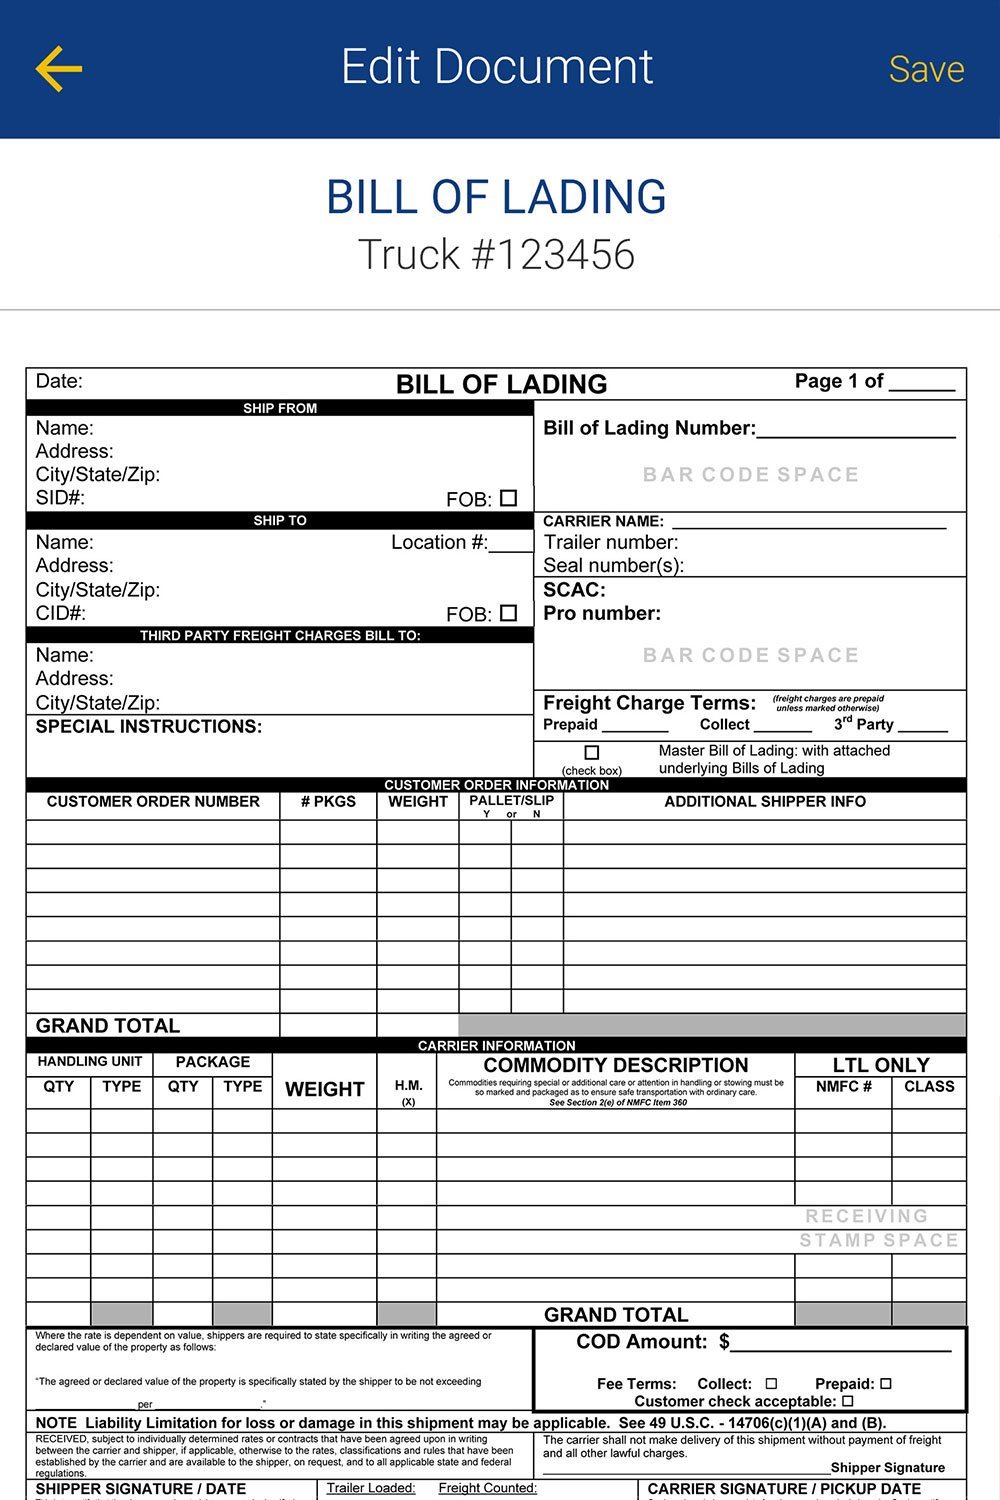 Edit Document
Save
BILL OF LADING
Truck #123456
Date:
BILL OF LADING
Page 1 of ______
SHIP FROM
Name:
Address:
City/State/Zip:
SID#:
FOB: ☐
Bill of Lading Number:__________________
BAR CODE SPACE
SHIP TO
Name:
Location #:____
Address:
City/State/Zip:
CID#:
FOB: ☐
CARRIER NAME: __________________
Trailer number:
Seal number(s):
SCAC:
Pro number:
BAR CODE SPACE
THIRD PARTY FREIGHT CHARGES BILL TO:
Name:
Address:
City/State/Zip:
SPECIAL INSTRUCTIONS:
Freight Charge Terms: (freight charges are prepaid
unless marked otherwise)
Prepaid ________ Collect _______ 3rd Party ______
☐
(check box)
Master Bill of Lading: with attached
underlying Bills of Lading
CUSTOMER ORDER INFORMATION
CUSTOMER ORDER NUMBER # PKGS WEIGHT PALLET/SLIP ADDITIONAL SHIPPER INFO
Y or N
GRAND TOTAL
CARRIER INFORMATION
HANDLING UNIT PACKAGE
QTY TYPE QTY TYPE WEIGHT H.M.
(X)
COMMODITY DESCRIPTION
Commodities requiring special or additional care or attention in handling or stowing must be
so marked and packaged as to ensure safe transportation with ordinary care.
See Section 2(e) of NMFC Item 360
LTL ONLY
NMFC # CLASS
RECEIVING
STAMP SPACE
GRAND TOTAL
Where the rate is dependent on value, shippers are required to state specifically in writing the agreed or
declared value of the property as follows:
"The agreed or declared value of the property is specifically stated by the shipper to be not exceeding
__________________ per ___________________."
COD Amount: $____________________
Fee Terms: Collect: ☐ Prepaid: ☐
Customer check acceptable: ☐
NOTE Liability Limitation for loss or damage in this shipment may be applicable. See 49 U.S.C. - 14706(c)(1)(A) and (B).
RECEIVED, subject to individually determined rates or contracts that have been agreed upon in writing
between the carrier and shipper, if applicable, otherwise to the rates, classifications and rules that have been
established by the carrier and are available to the shipper, on request, and to all applicable state and federal
regulations.
The carrier shall not make delivery of this shipment without payment of freight
and all other lawful charges.
_______________________________Shipper Signature
SHIPPER SIGNATURE / DATE
Trailer Loaded: Freight Counted:
CARRIER SIGNATURE / PICKUP DATE